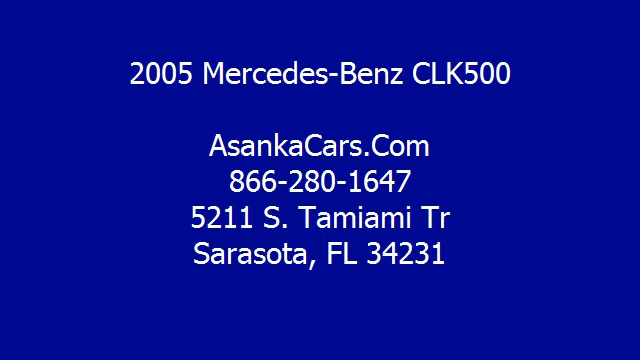 2005 Mercedes-Benz CLK500
AsankaCars.Com
866-280-1647
5211 S. Tamiami Tr
Sarasota, FL 34231